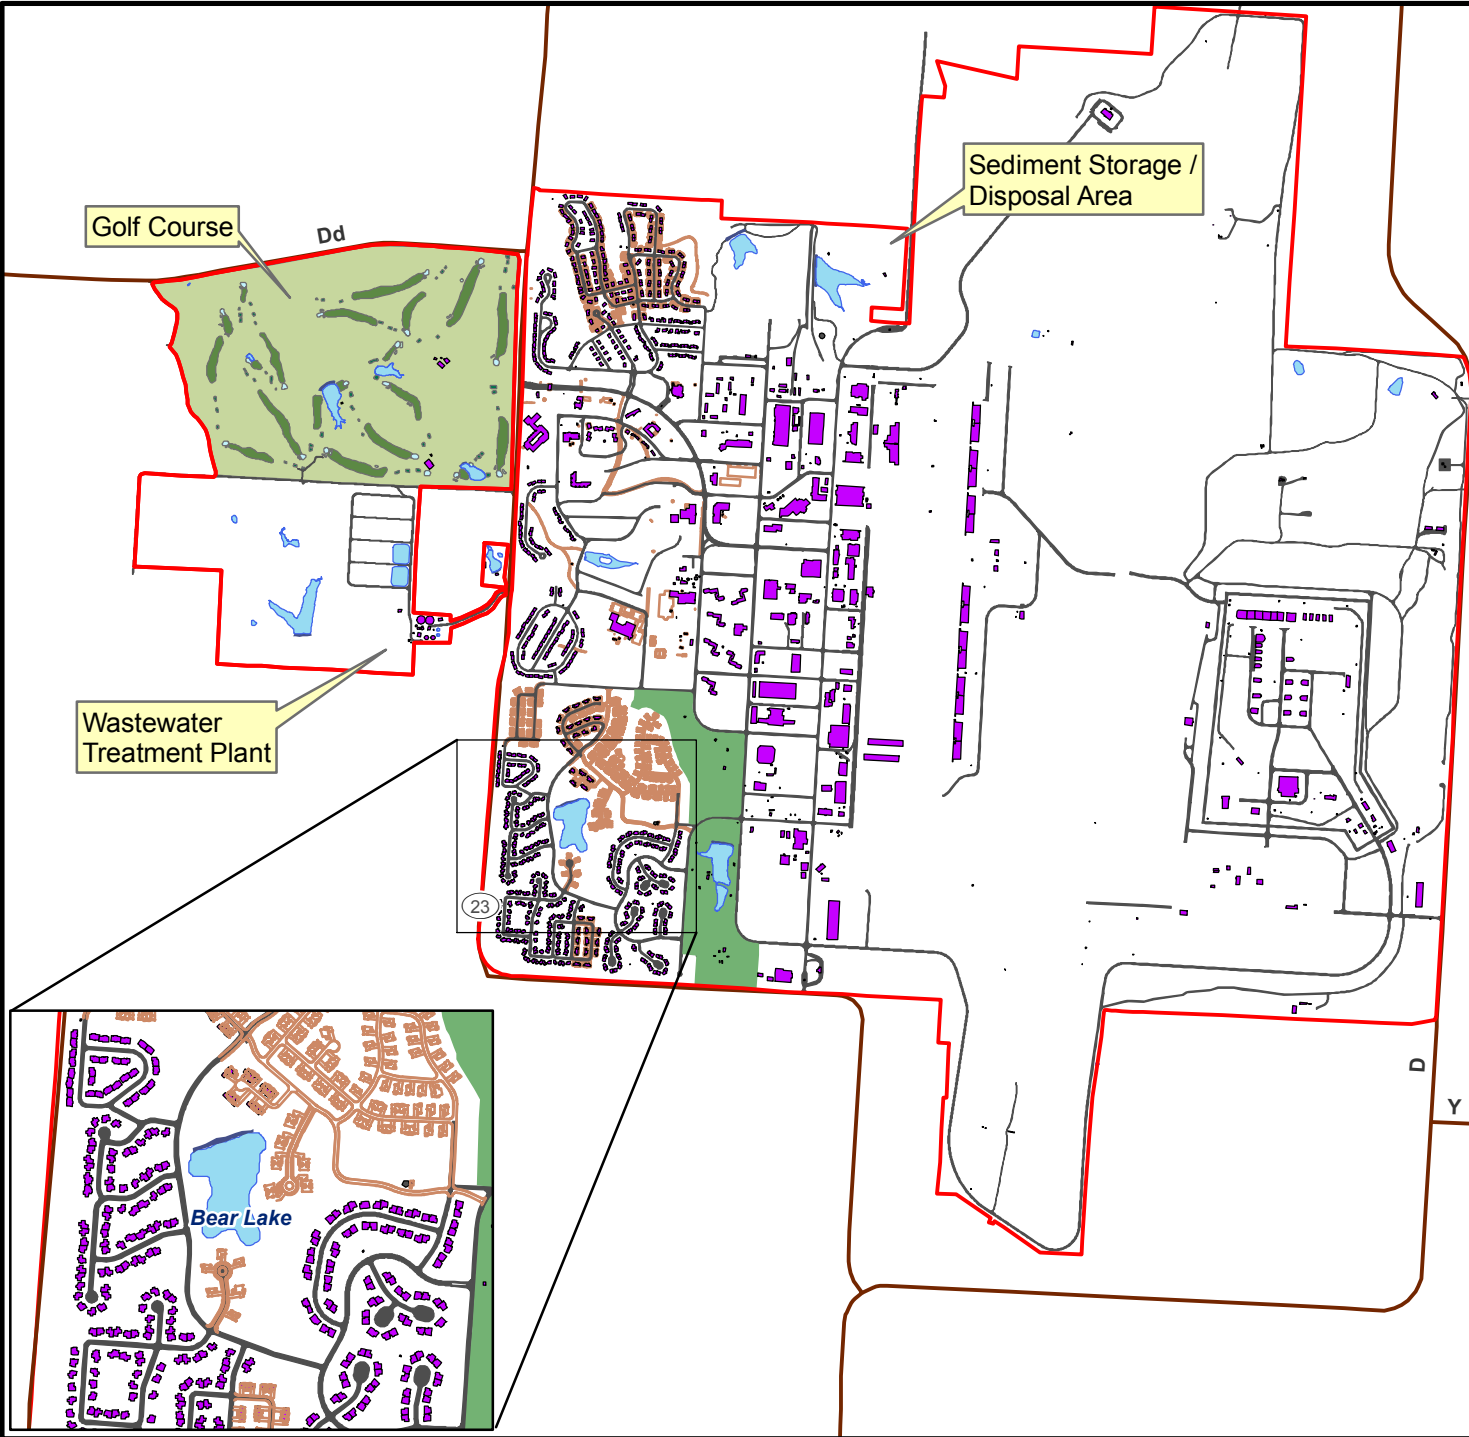 Sediment Storage /
Disposal Area
Golf Course
Dd
Wastewater
Treatment Plant
23
D
Y
Bear Lake